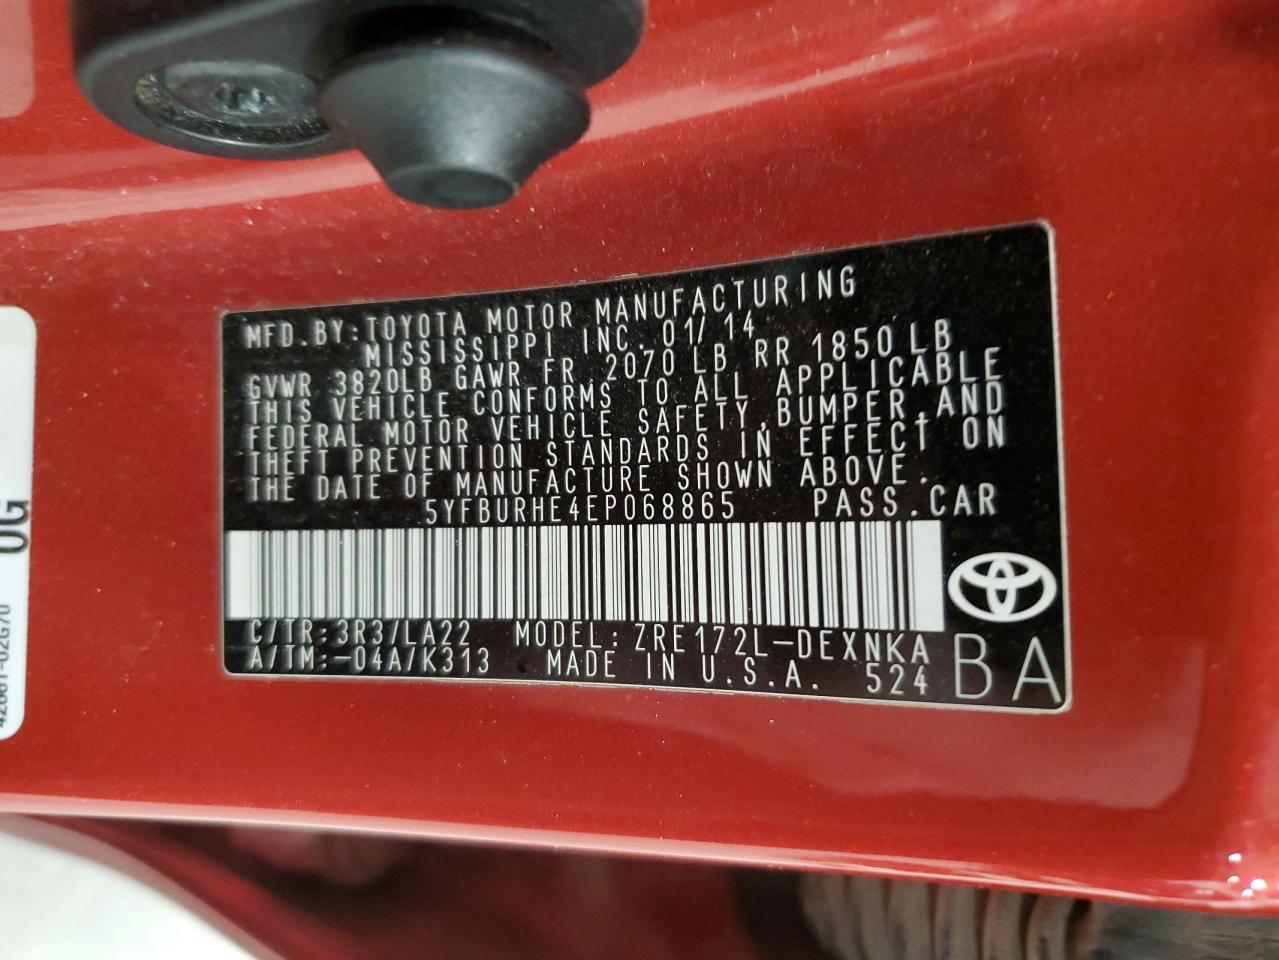 MFD.BY:TOYOTA MOTOR MANUFACTURING
MISSISSIPPI INC. 01/14
GVWR 3820LB GAWR FR 2070 LB RR 1850 LB
THIS VEHICLE CONFORMS TO ALL APPLICABLE
FEDERAL MOTOR VEHICLE SAFETY,BUMPER,AND
THEFT PREVENTION STANDARDS IN EFFECT ON
THE DATE OF MANUFACTURE SHOWN ABOVE.
5YFBURHE4EP068865 PASS.CAR
C/TR:3R3/LA22 MODEL:ZRE172L-DEXNKA
A/TM:-04A/K313 MADE IN U.S.A. 524
BA
0G
42661-02G70